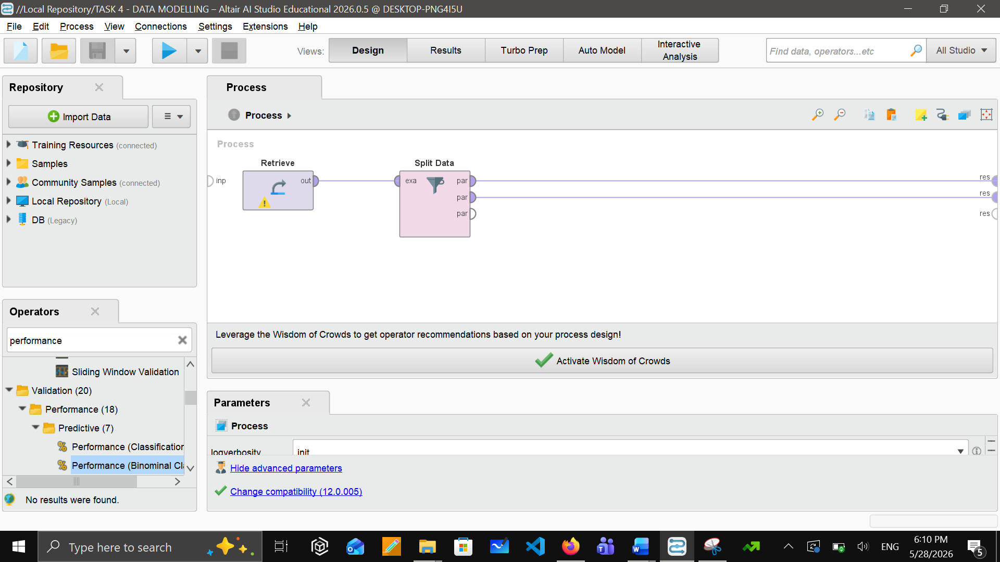 //Local Repository/TASK 4 - DATA MODELLING – Altair AI Studio Educational 2026.0.5 @ DESKTOP-PNG4I5U
File Edit Process View Connections Settings Extensions Help
Views: Design Results Turbo Prep Auto Model Interactive Analysis
Find data, operators...etc All Studio
Repository
Import Data
Training Resources (connected)
Samples
Community Samples (connected)
Local Repository (Local)
DB (Legacy)
Process
Process
Process
inp
Retrieve
out
Split Data
exa par
par
par
res
res
res
Leverage the Wisdom of Crowds to get operator recommendations based on your process design!
Activate Wisdom of Crowds
Operators
performance
Sliding Window Validation
Validation (20)
Performance (18)
Predictive (7)
Performance (Classification
Performance (Binominal Cl
No results were found.
Parameters
Process
logverbosity init
Hide advanced parameters
Change compatibility (12.0.005)
Type here to search
ENG
6:10 PM
5/28/2026
5